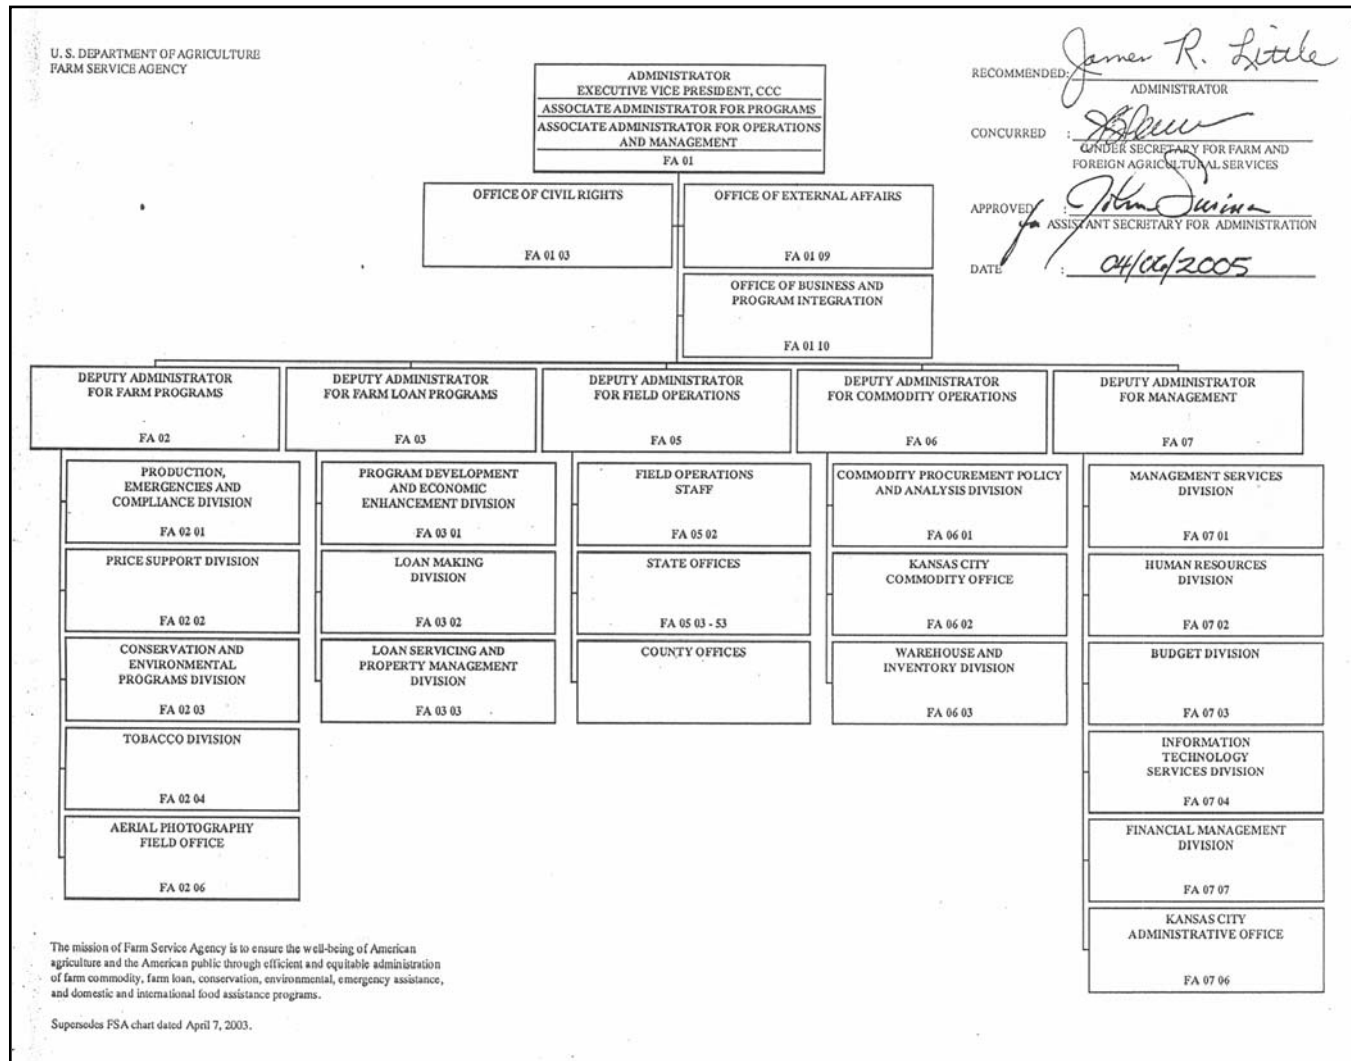 U. S. DEPARTMENT OF AGRICULTURE
FARM SERVICE AGENCY
ADMINISTRATOR
EXECUTIVE VICE PRESIDENT, CCC
ASSOCIATE ADMINISTRATOR FOR PROGRAMS
ASSOCIATE ADMINISTRATOR FOR OPERATIONS
AND MANAGEMENT
FA 01
RECOMMENDED: James R. Little
ADMINISTRATOR
CONCURRED :
UNDER SECRETARY FOR FARM AND
FOREIGN AGRICULTURAL SERVICES
APPROVED : John Surina
for ASSISTANT SECRETARY FOR ADMINISTRATION
DATE : 04/06/2005
OFFICE OF CIVIL RIGHTS
FA 01 03
OFFICE OF EXTERNAL AFFAIRS
FA 01 09
OFFICE OF BUSINESS AND
PROGRAM INTEGRATION
FA 01 10
DEPUTY ADMINISTRATOR
FOR FARM PROGRAMS
FA 02
PRODUCTION,
EMERGENCIES AND
COMPLIANCE DIVISION
FA 02 01
PRICE SUPPORT DIVISION
FA 02 02
CONSERVATION AND
ENVIRONMENTAL
PROGRAMS DIVISION
FA 02 03
TOBACCO DIVISION
FA 02 04
AERIAL PHOTOGRAPHY
FIELD OFFICE
FA 02 06
DEPUTY ADMINISTRATOR
FOR FARM LOAN PROGRAMS
FA 03
PROGRAM DEVELOPMENT
AND ECONOMIC
ENHANCEMENT DIVISION
FA 03 01
LOAN MAKING
DIVISION
FA 03 02
LOAN SERVICING AND
PROPERTY MANAGEMENT
DIVISION
FA 03 03
DEPUTY ADMINISTRATOR
FOR FIELD OPERATIONS
FA 05
FIELD OPERATIONS
STAFF
FA 05 02
STATE OFFICES
FA 05 03 - 53
COUNTY OFFICES
DEPUTY ADMINISTRATOR
FOR COMMODITY OPERATIONS
FA 06
COMMODITY PROCUREMENT POLICY
AND ANALYSIS DIVISION
FA 06 01
KANSAS CITY
COMMODITY OFFICE
FA 06 02
WAREHOUSE AND
INVENTORY DIVISION
FA 06 03
DEPUTY ADMINISTRATOR
FOR MANAGEMENT
FA 07
MANAGEMENT SERVICES
DIVISION
FA 07 01
HUMAN RESOURCES
DIVISION
FA 07 02
BUDGET DIVISION
FA 07 03
INFORMATION
TECHNOLOGY
SERVICES DIVISION
FA 07 04
FINANCIAL MANAGEMENT
DIVISION
FA 07 07
KANSAS CITY
ADMINISTRATIVE OFFICE
FA 07 06
The mission of Farm Service Agency is to ensure the well-being of American
agriculture and the American public through efficient and equitable administration
of farm commodity, farm loan, conservation, environmental, emergency assistance,
and domestic and international food assistance programs.
Supersedes FSA chart dated April 7, 2003.